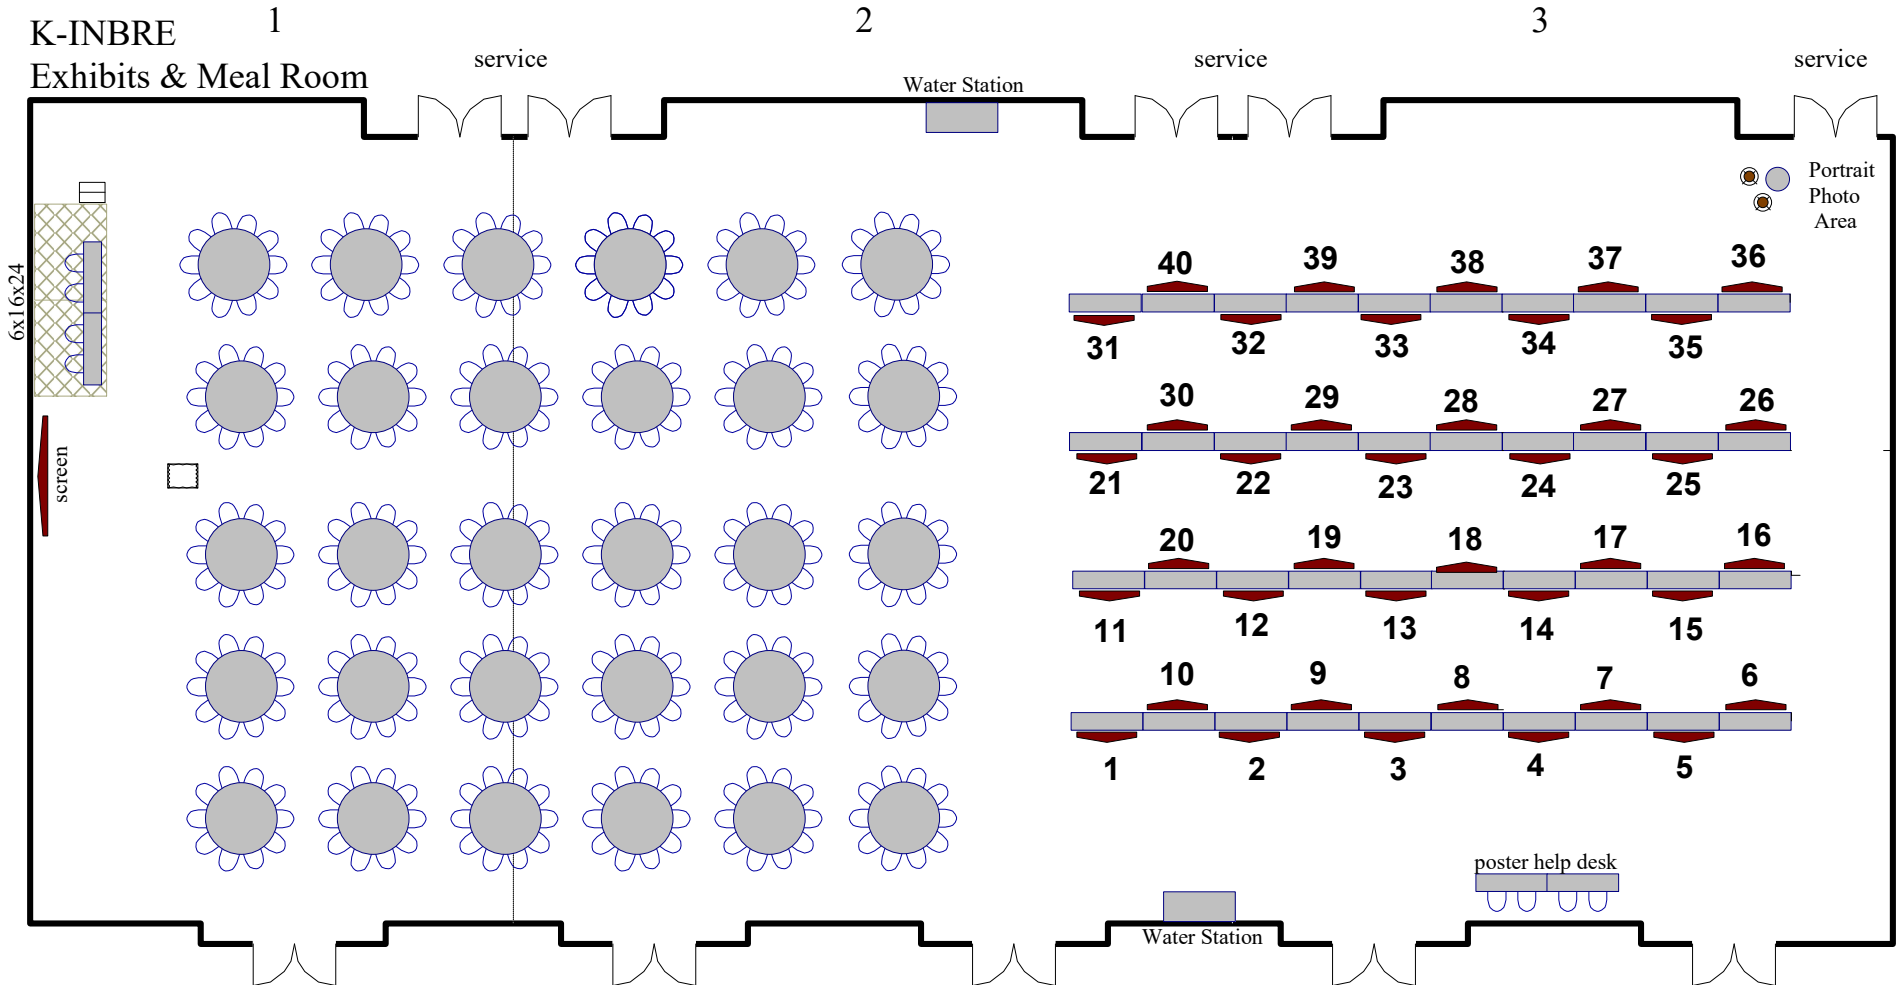 1 2 3
K-INBRE
Exhibits & Meal Room
service service service
Water Station
Portrait
Photo
Area
6x16x24
screen
40 39 38 37 36
31 32 33 34 35
30 29 28 27 26
21 22 23 24 25
20 19 18 17 16
11 12 13 14 15
10 9 8 7 6
1 2 3 4 5
poster help desk
Water Station